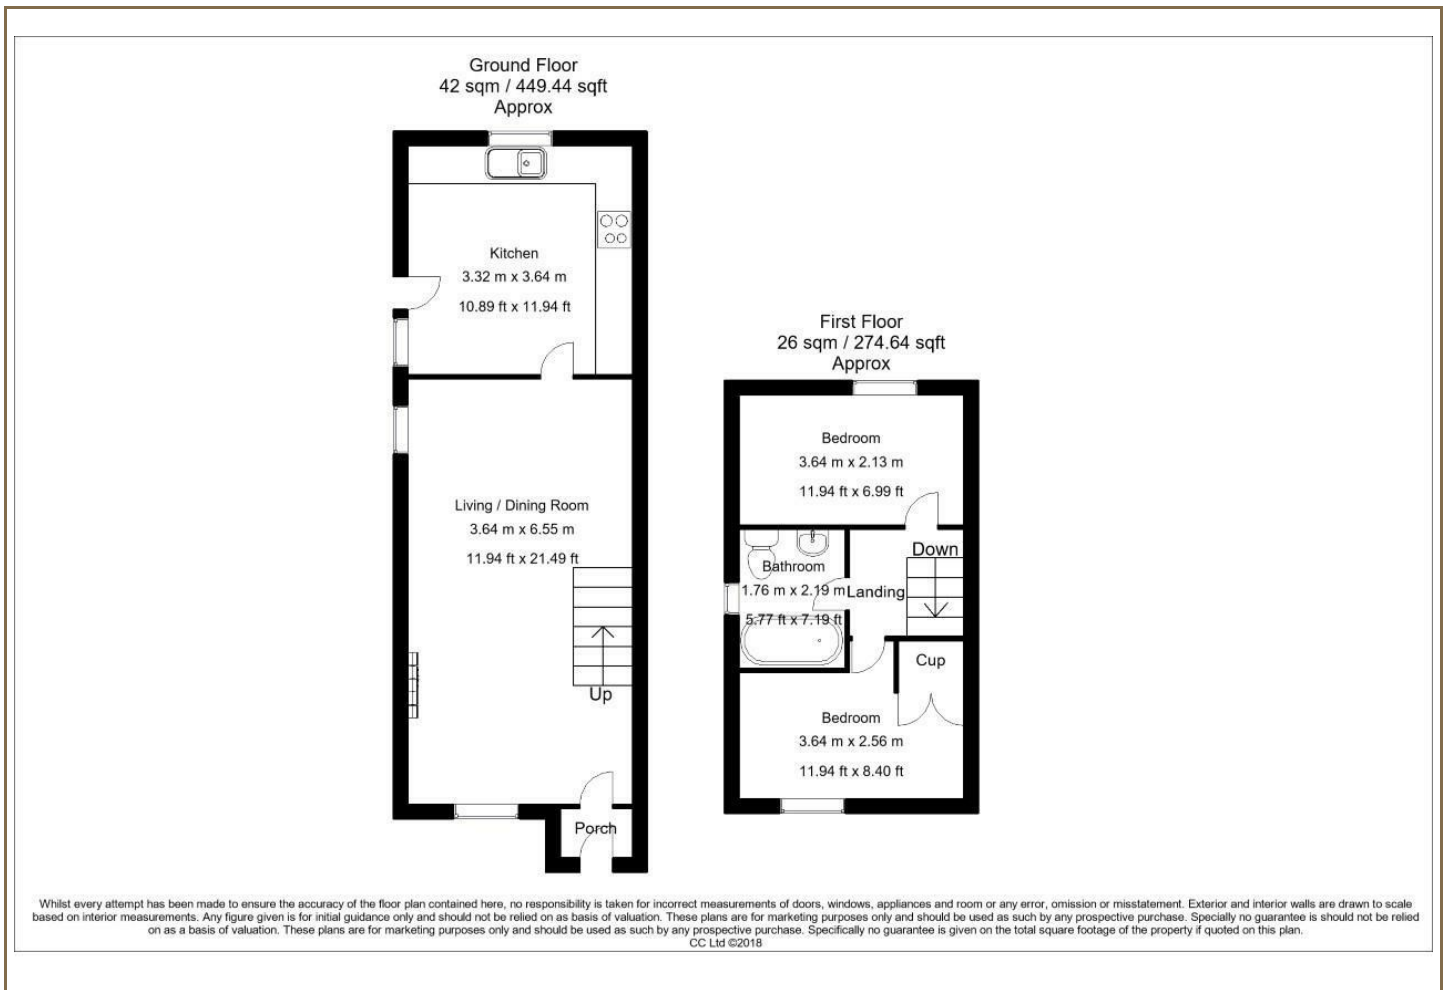 Ground Floor
42 sqm / 449.44 sqft
Approx
Kitchen
3.32 m x 3.64 m
10.89 ft x 11.94 ft
Living / Dining Room
3.64 m x 6.55 m
11.94 ft x 21.49 ft
Up
Porch
First Floor
26 sqm / 274.64 sqft
Approx
Bedroom
3.64 m x 2.13 m
11.94 ft x 6.99 ft
Down
Bathroom
1.76 m x 2.19 m
5.77 ft x 7.19 ft
Landing
Cup
Bedroom
3.64 m x 2.56 m
11.94 ft x 8.40 ft
Whilst every attempt has been made to ensure the accuracy of the floor plan contained here, no responsibility is taken for incorrect measurements of doors, windows, appliances and room or any error, omission or misstatement. Exterior and interior walls are drawn to scale
based on interior measurements. Any figure given is for initial guidance only and should not be relied on as basis of valuation. These plans are for marketing purposes only and should be used as such by any prospective purchase. Specially no guarantee is should not be relied
on as a basis of valuation. These plans are for marketing purposes only and should be used as such by any prospective purchase. Specifically no guarantee is given on the total square footage of the property if quoted on this plan.
CC Ltd ©2018